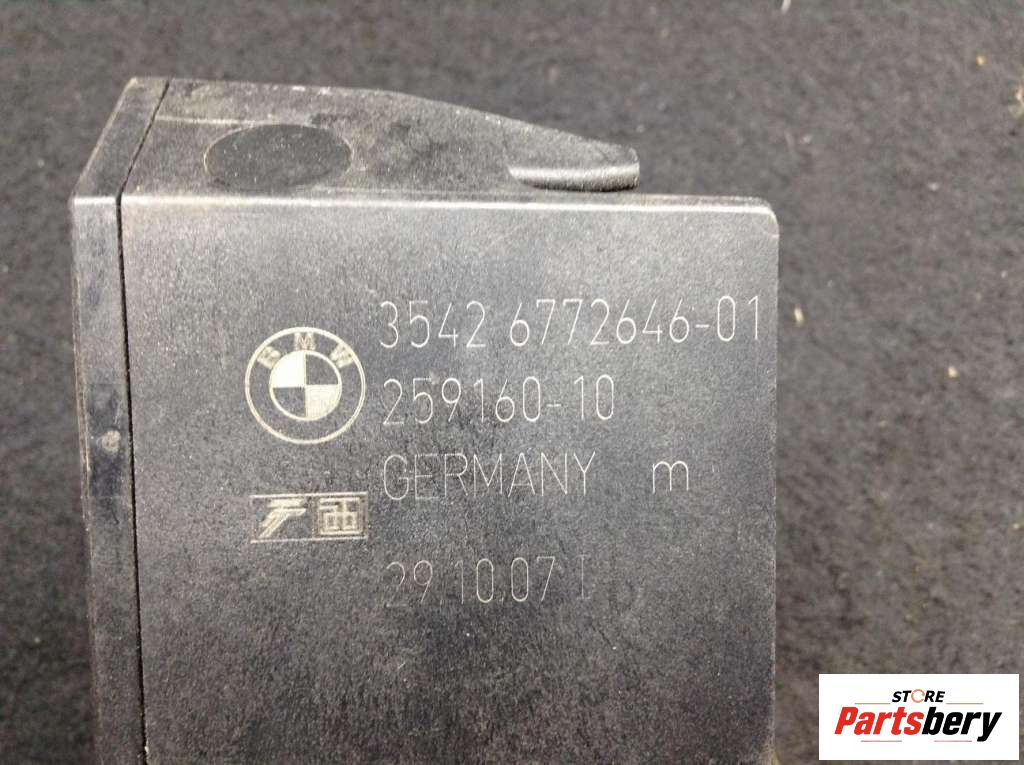 3542 6772646-01
BMW
259160-10
GERMANY m
29.10.07 I
STORE
Partsbery